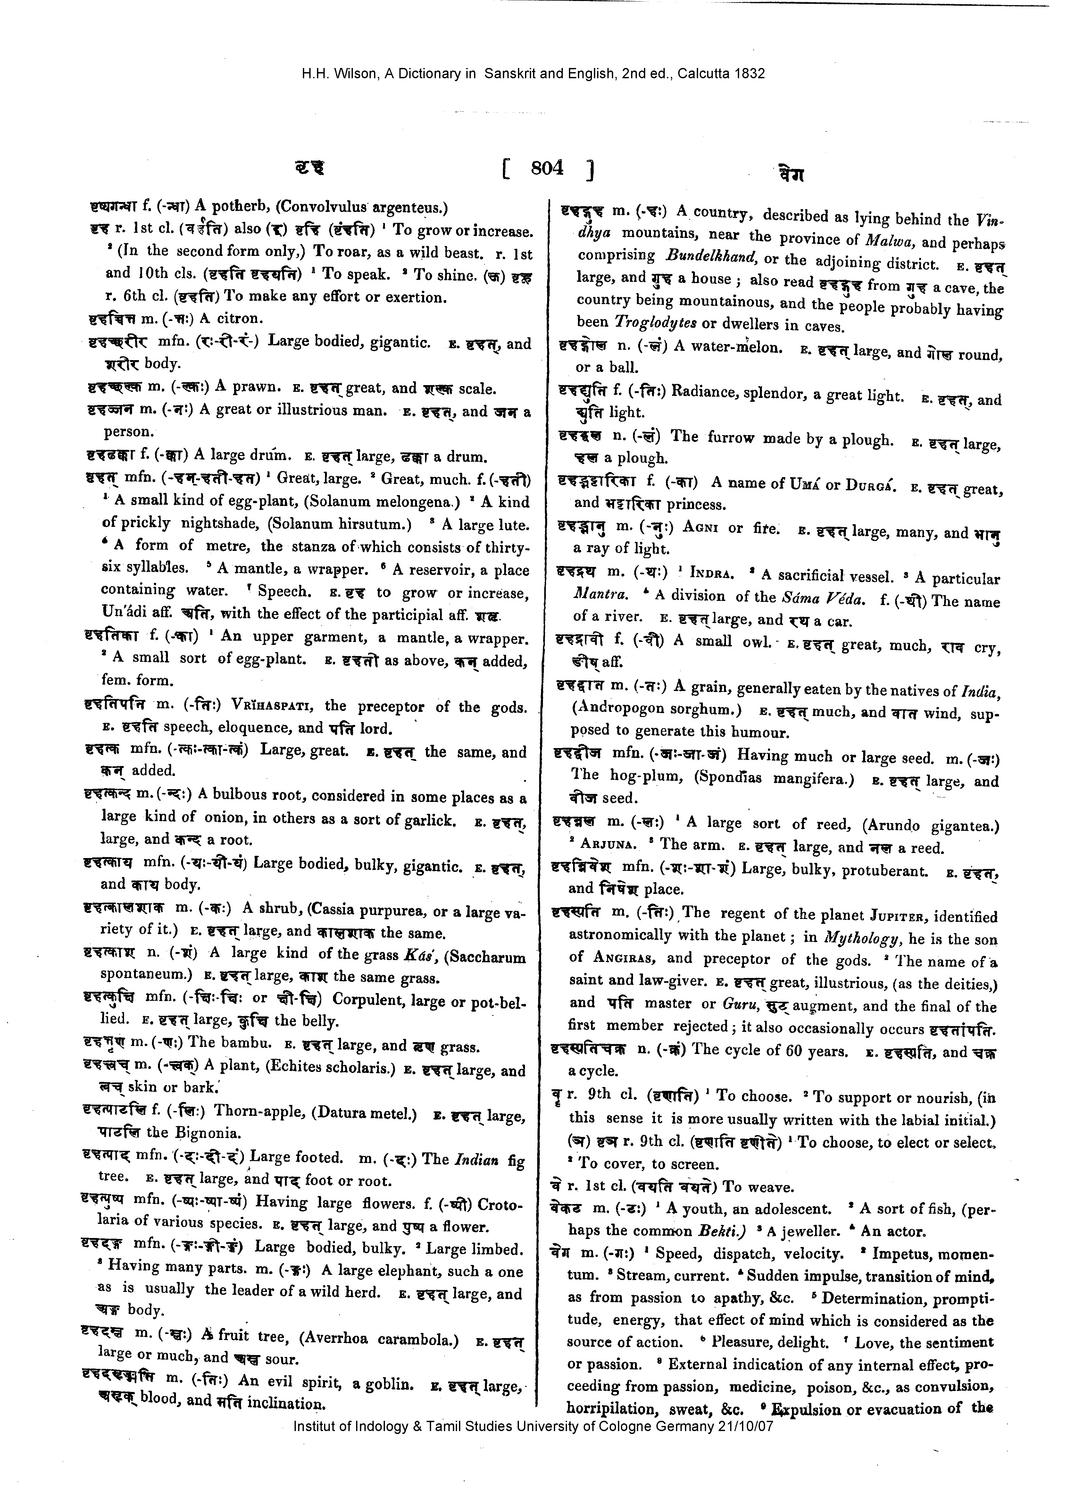 H.H. Wilson, A Dictionary in Sanskrit and English, 2nd ed., Calcutta 1832
वृह [ 804 ] वेग
वृष्यगन्धा f. (-न्धा) A potherb, (Convolvulus argenteus.)
वृह r. 1st cl. (वर्हति) also (इ) वृहि (वृंहति) ¹ To grow or increase.
² (In the second form only,) To roar, as a wild beast. r. 1st
and 10th cls. (वृहति वृहयति) ¹ To speak. ² To shine. (ऊ) वृहू
r. 6th cl. (वृहति) To make any effort or exertion.
वृहच्चित्त m. (-त्तः) A citron.
वृहच्छरीर mfn. (रः-री-रं-) Large bodied, gigantic. E. वृहत्, and
शरीर body.
वृहच्छल्क m. (-ल्कः) A prawn. E. वृहत् great, and शल्क scale.
वृहज्जन m. (-नः) A great or illustrious man. E. वृहत्, and जन a
person.
वृहड्ढक्का f. (-क्का) A large drum. E. वृहत् large, ढक्का a drum.
वृहत् mfn. (-हन्-हती-हत) ¹ Great, large. ² Great, much. f. (-हती)
¹ A small kind of egg-plant, (Solanum melongena.) ² A kind
of prickly nightshade, (Solanum hirsutum.) ³ A large lute.
⁴ A form of metre, the stanza of which consists of thirty-
six syllables. ⁵ A mantle, a wrapper. ⁶ A reservoir, a place
containing water. ⁷ Speech. E. वृह to grow or increase,
Un'ádi aff. अति, with the effect of the participial aff. शतृ.
वृहतिका f. (-का) ¹ An upper garment, a mantle, a wrapper.
² A small sort of egg-plant. E. वृहती as above, कन् added,
fem. form.
वृहतिपति m. (-तिः) VRĬHASPATI, the preceptor of the gods.
E. वृहति speech, eloquence, and पति lord.
वृहत्क mfn. (-त्कः-त्का-त्कं) Large, great. E. वृहत् the same, and
कन् added.
वृहत्कन्द m. (-न्दः) A bulbous root, considered in some places as a
large kind of onion, in others as a sort of garlick. E. वृहत्,
large, and कन्द a root.
वृहत्काय mfn. (-यः-यी-यं) Large bodied, bulky, gigantic. E. वृहत्,
and काय body.
वृहत्कालशाक m. (-कः) A shrub, (Cassia purpurea, or a large va-
riety of it.) E. वृहत् large, and कालशाक the same.
वृहत्काश n. (-शं) A large kind of the grass Kás', (Saccharum
spontaneum.) E. वृहत् large, काश the same grass.
वृहत्कुचि mfn. (-चिः-चिः or ची-चि) Corpulent, large or pot-bel-
lied. E. वृहत् large, कुचि the belly.
वृहत्तृण m. (-णः) The bambu. E. वृहत् large, and तृण grass.
वृहत्त्वच् m. (-त्वक्) A plant, (Echites scholaris.) E. वृहत् large, and
त्वच् skin or bark.
वृहत्पाटलि f. (-लिः) Thorn-apple, (Datura metel.) E. वृहत् large,
पाटलि the Bignonia.
वृहत्पाद mfn. (-दः-दी-दं) Large footed. m. (-दः) The Indian fig
tree. E. वृहत् large, and पाद foot or root.
वृहत्पुष्प mfn. (-ष्पः-ष्पा-ष्पं) Having large flowers. f. (-ष्पी) Croto-
laria of various species. E. वृहत् large, and पुष्प a flower.
वृहदङ्ग mfn. (-ङ्गः-ङ्गी-ङ्गं) Large bodied, bulky. ² Large limbed.
³ Having many parts. m. (-ङ्गः) A large elephant, such a one
as is usually the leader of a wild herd. E. वृहत् large, and
अङ्ग body.
वृहदम्ल m. (-म्लः) A fruit tree, (Averrhoa carambola.) E. वृहत्
large or much, and अम्ल sour.
m. (-तिः) An evil spirit, a goblin. E. वृहत् large,
blood, and मति inclination.
वृहद्गृह m. (-हः) A country, described as lying behind the Vin-
dhya mountains, near the province of Malwa, and perhaps
comprising Bundelkhand, or the adjoining district. E. वृहत्
large, and गृह a house ; also read वृहद्गुह from गुह a cave, the
country being mountainous, and the people probably having
been Troglodytes or dwellers in caves.
वृहद्गोल n. (-लं) A water-melon. E. वृहत् large, and गोल round,
or a ball.
वृहद्द्युति f. (-तिः) Radiance, splendor, a great light. E. वृहत्, and
द्युति light.
वृहद्धल n. (-लं) The furrow made by a plough. E. वृहत् large,
हल a plough.
वृहद्भट्टारिका f. (-का) A name of UMÁ or DURGÁ. E. वृहत् great,
and भट्टारिका princess.
वृहद्भानु m. (-नुः) AGNI or fire. E. वृहत् large, many, and भानु
a ray of light.
वृहद्रथ m. (-थः) ¹ INDRA. ² A sacrificial vessel. ³ A particular
Mantra. ⁴ A division of the Sáma Véda. f. (-थी) The name
of a river. E. वृहत् large, and रथ a car.
वृहद्रावी f. (-वी) A small owl. E. वृहत् great, much, राव cry,
ङीष् aff.
वृहद्वात m. (-तः) A grain, generally eaten by the natives of India,
(Andropogon sorghum.) E. वृहत् much, and वात wind, sup-
posed to generate this humour.
वृहद्वीज mfn. (-जः-जा-जं) Having much or large seed. m. (-जः)
The hog-plum, (Spondias mangifera.) E. वृहत् large, and
वीज seed.
वृहन्नल m. (-लः) ¹ A large sort of reed, (Arundo gigantea.)
² ARJUNA. ³ The arm. E. वृहत् large, and नल a reed.
वृहन्निवेश mfn. (-शः-शा-शं) Large, bulky, protuberant. E. वृहत्,
and निवेश place.
वृहस्पति m. (-तिः) The regent of the planet JUPITER, identified
astronomically with the planet ; in Mythology, he is the son
of ANGIRAS, and preceptor of the gods. ² The name of a
saint and law-giver. E. वृहत् great, illustrious, (as the deities,)
and पति master or Guru, सुट् augment, and the final of the
first member rejected ; it also occasionally occurs वृहतांपति.
वृहस्पतिचक्र n. (-क्रं) The cycle of 60 years. E. वृहस्पति, and चक्र
a cycle.
वॄ r. 9th cl. (वृणाति) ¹ To choose. ² To support or nourish, (in
this sense it is more usually written with the labial initial.)
(ञ) वृञ r. 9th cl. (वृणाति वृणीते) ¹ To choose, to elect or select.
² To cover, to screen.
वे r. 1st cl. (वयति वयते) To weave.
वेकट m. (-टः) ¹ A youth, an adolescent. ² A sort of fish, (per-
haps the common Bekti.) ³ A jeweller. ⁴ An actor.
वेग m. (-गः) ¹ Speed, dispatch, velocity. ² Impetus, momen-
tum. ³ Stream, current. ⁴ Sudden impulse, transition of mind,
as from passion to apathy, &c. ⁵ Determination, prompti-
tude, energy, that effect of mind which is considered as the
source of action. ⁶ Pleasure, delight. ⁷ Love, the sentiment
or passion. ⁸ External indication of any internal effect, pro-
ceeding from passion, medicine, poison, &c., as convulsion,
horripilation, sweat, &c. ⁹ Expulsion or evacuation of the
Institut of Indology & Tamil Studies University of Cologne Germany 21/10/07